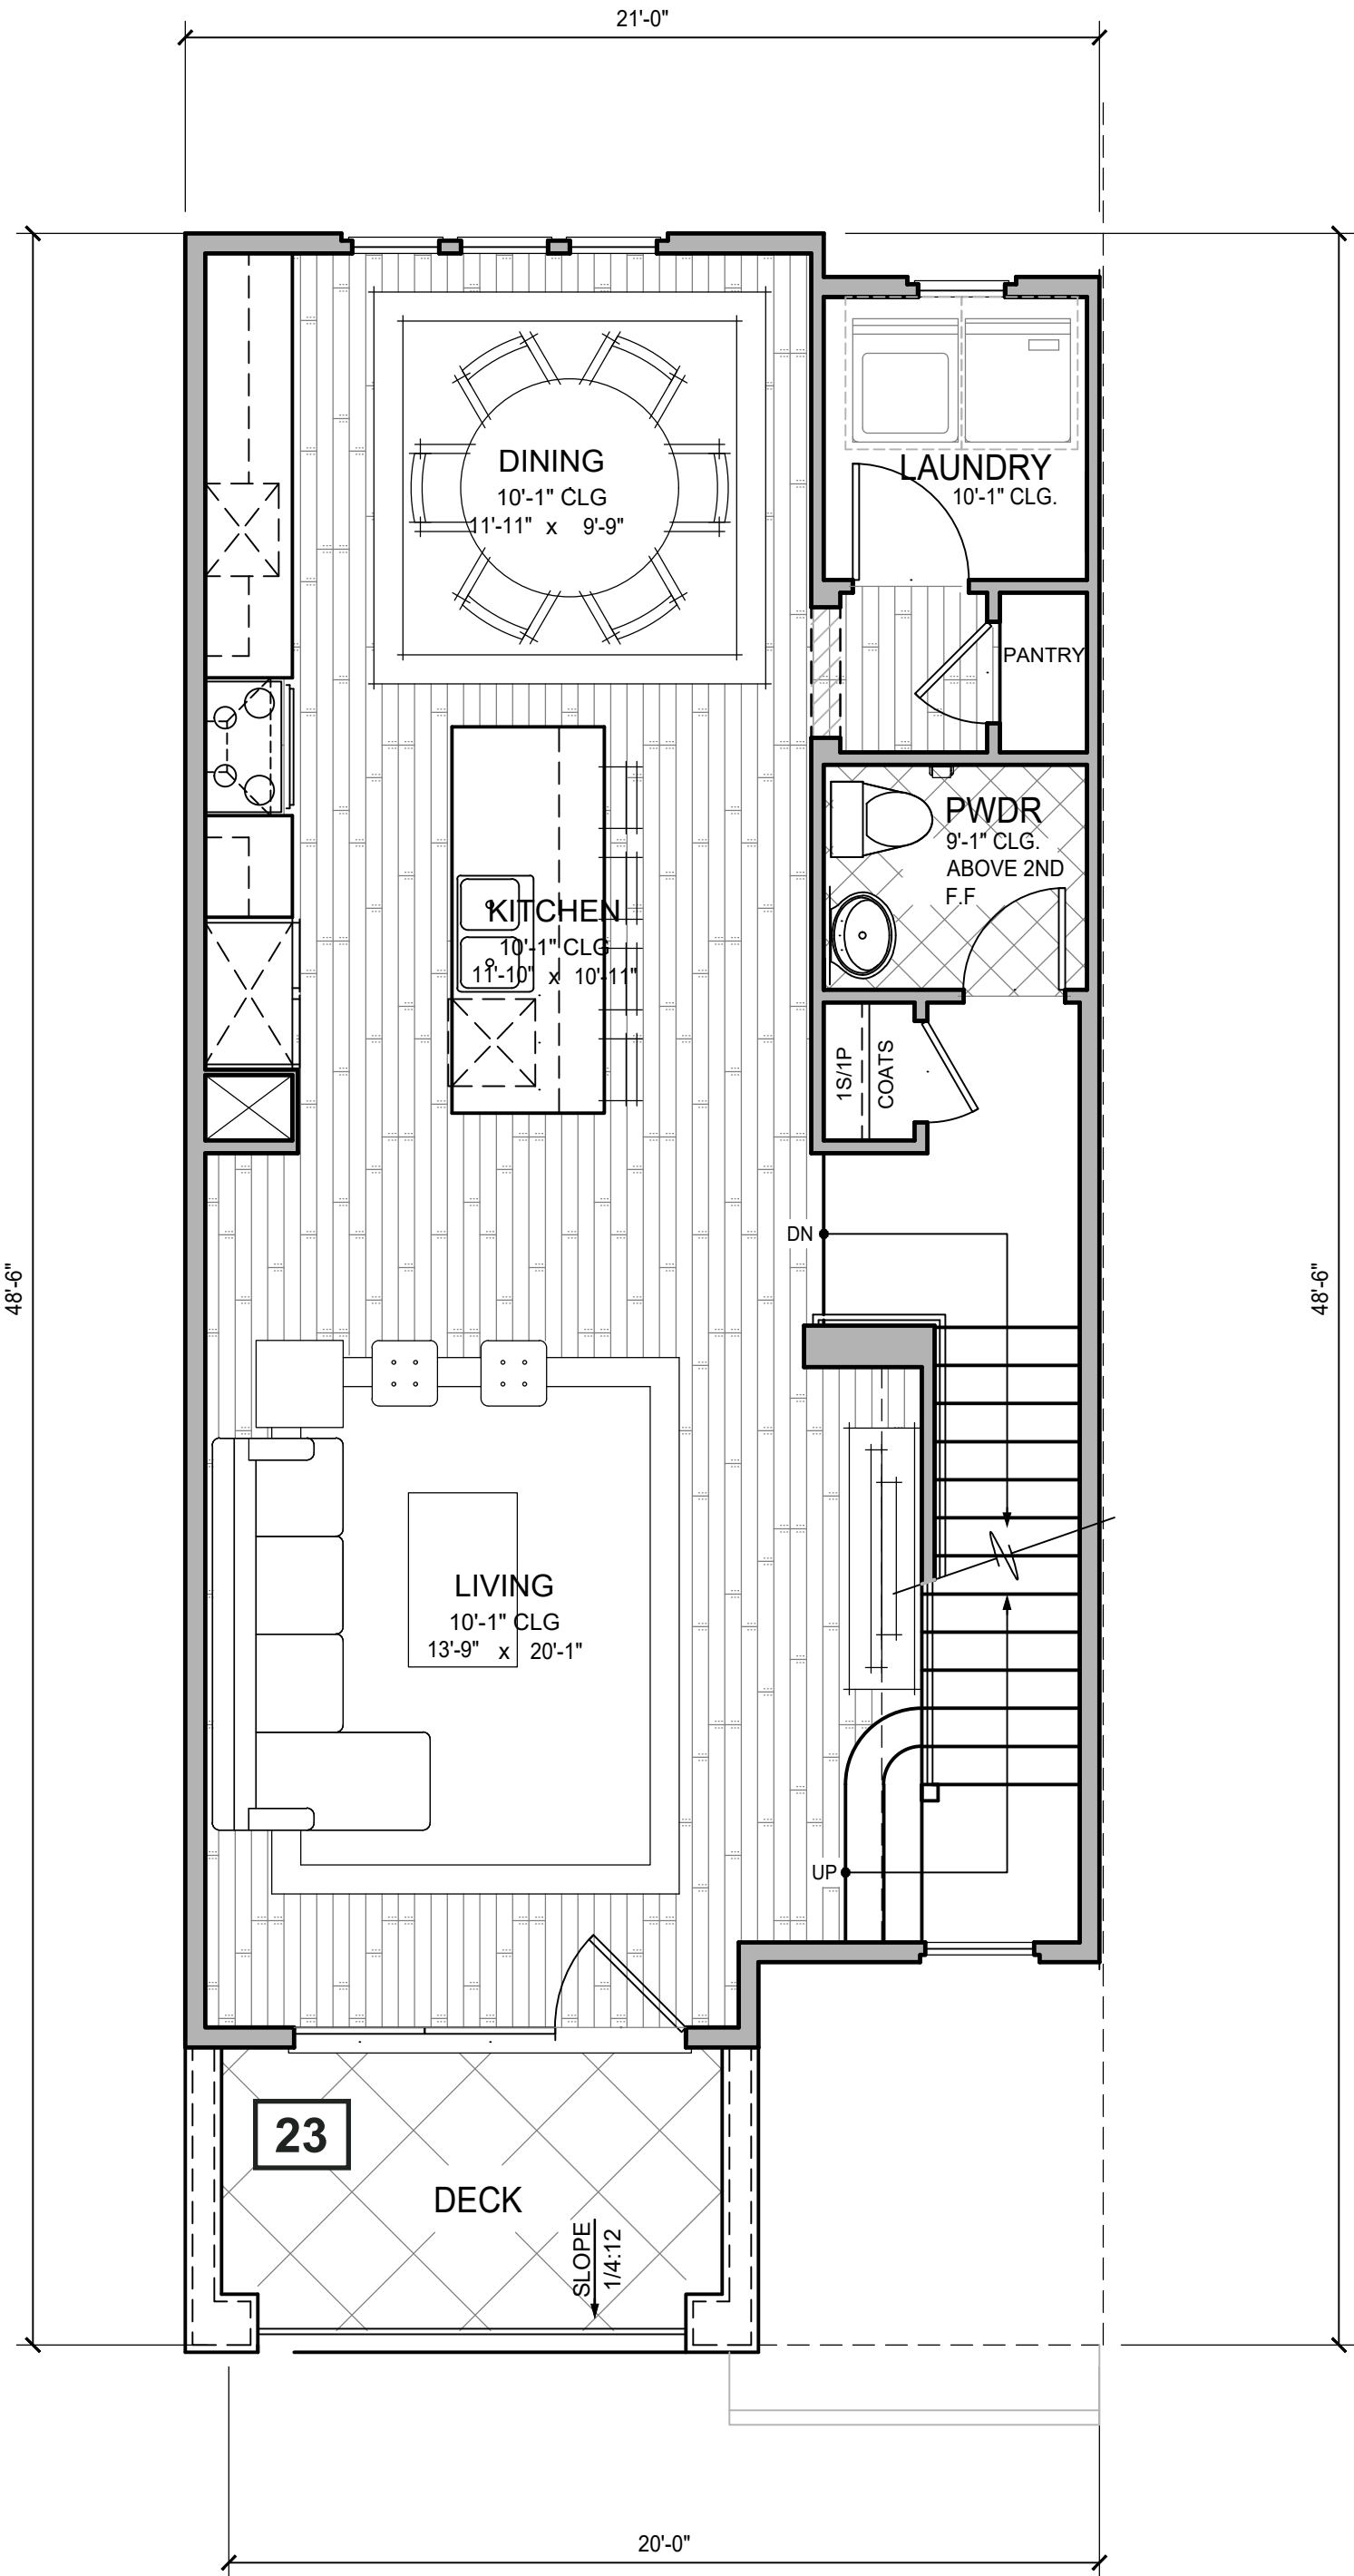 21'-0"
DINING
10'-1" CLG
11'-11" x 9'-9"
LAUNDRY
10'-1" CLG.
PANTRY
PWDR
9'-1" CLG.
ABOVE 2ND
F.F
KITCHEN
10'-1" CLG
11'-10" x 10'-11"
1S/1P
COATS
DN
48'-6"
48'-6"
LIVING
10'-1" CLG
13'-9" x 20'-1"
UP
23
DECK
SLOPE
1/4:12
20'-0"